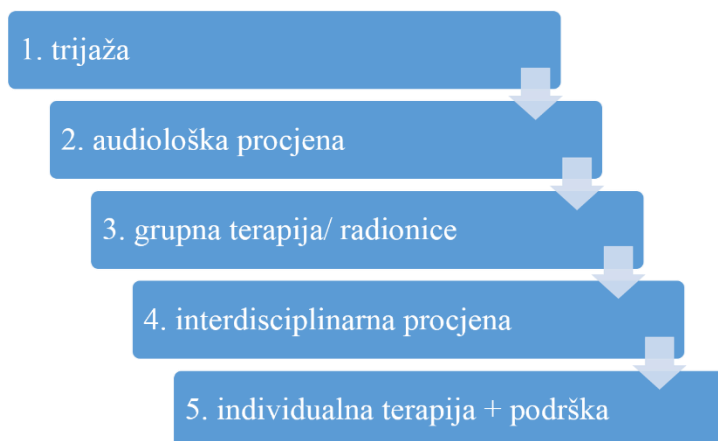 1. trijaža
2. audiološka procjena
3. grupna terapija/ radionice
4. interdisciplinarna procjena
5. individualna terapija + podrška